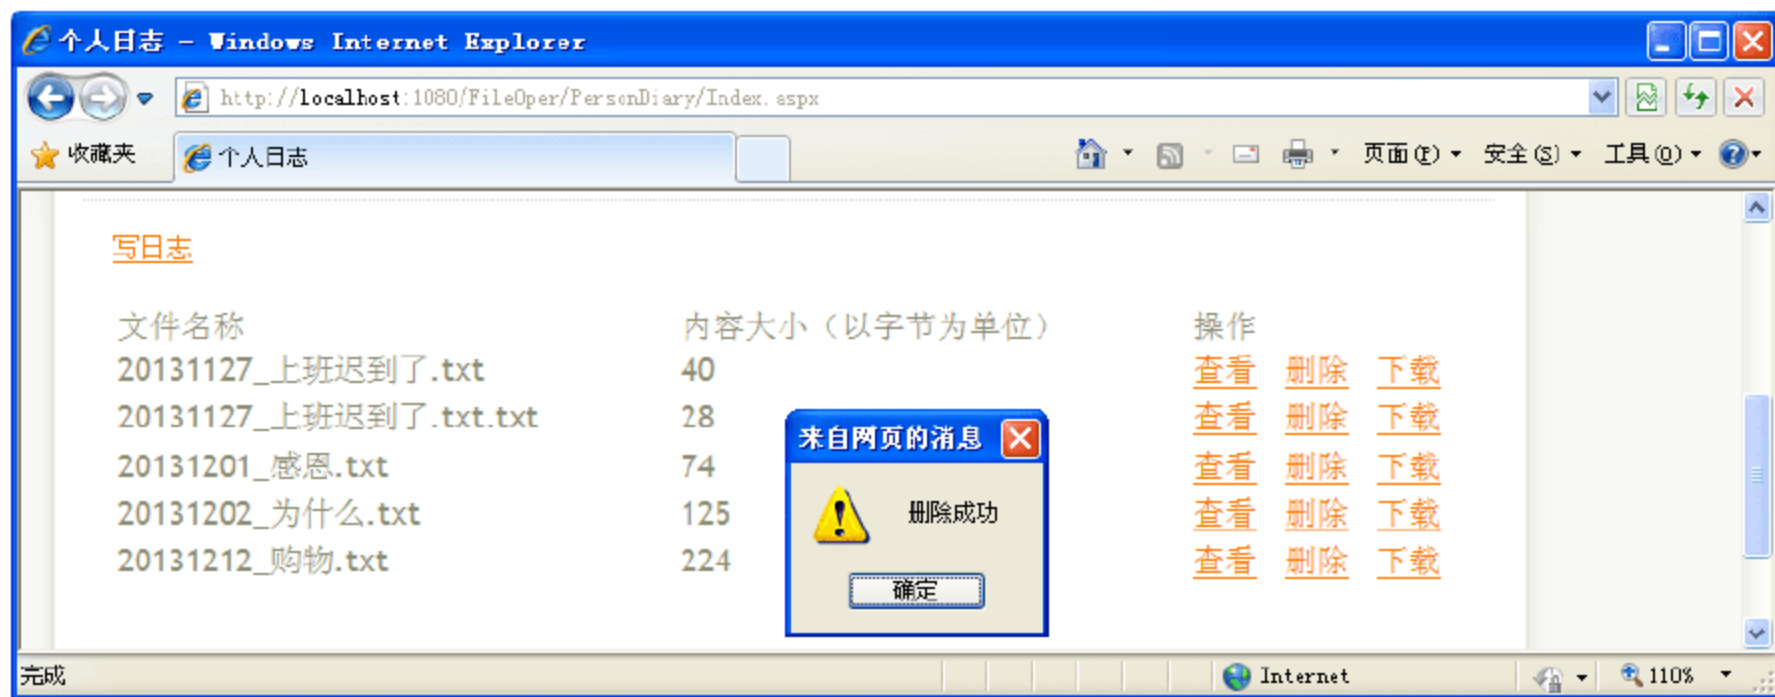 个人日志 - Windows Internet Explorer
http://localhost:1080/FileOper/PersonDiary/Index.aspx
收藏夹 个人日志 页面(P) 安全(S) 工具(O)
写日志
文件名称 内容大小（以字节为单位） 操作
20131127_上班迟到了.txt 40 查看 删除 下载
20131127_上班迟到了.txt.txt 28 查看 删除 下载
20131201_感恩.txt 74 查看 删除 下载
20131202_为什么.txt 125 查看 删除 下载
20131212_购物.txt 224 查看 删除 下载
来自网页的消息
删除成功
确定
完成 Internet 110%